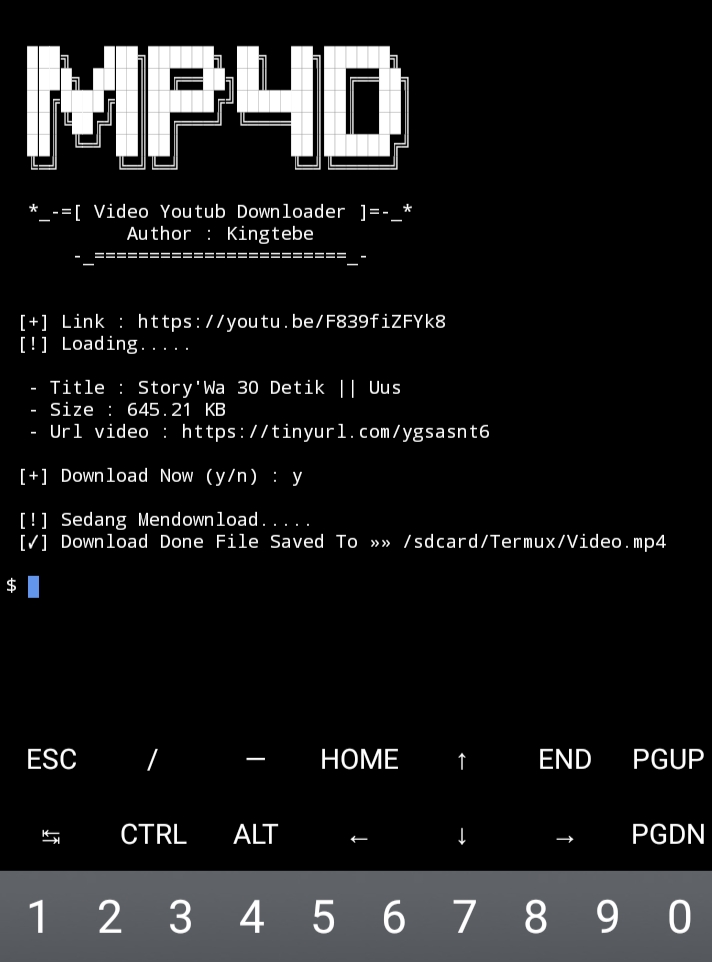 MP4D
*_-=[ Video Youtub Downloader ]=-_*
Author : Kingtebe
-_=======================_-
[+] Link : https://youtu.be/F839fiZFYk8
[!] Loading.....
- Title : Story'Wa 30 Detik || Uus
- Size : 645.21 KB
- Url video : https://tinyurl.com/ygsasnt6
[+] Download Now (y/n) : y
[!] Sedang Mendownload.....
[✓] Download Done File Saved To »» /sdcard/Termux/Video.mp4
$
ESC / — HOME ↑ END PGUP
↹ CTRL ALT ← ↓ → PGDN
1 2 3 4 5 6 7 8 9 0